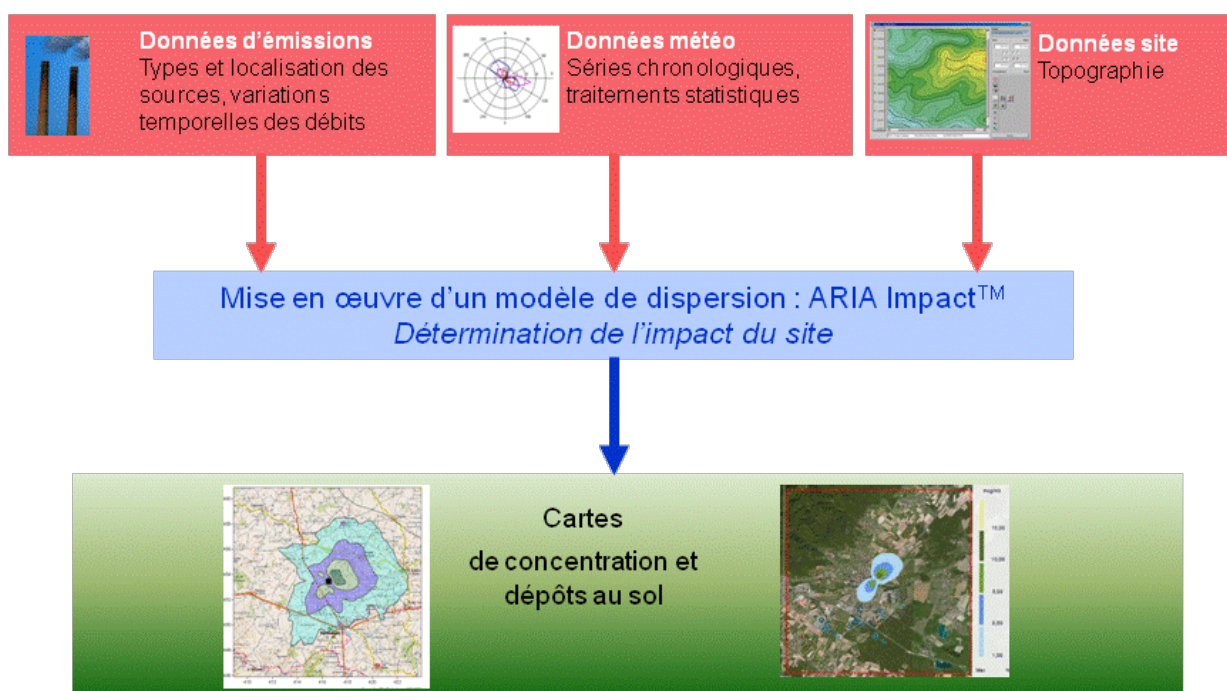 Données d'émissions
Types et localisation des
sources, variations
temporelles des débits
Données météo
Séries chronologiques,
traitements statistiques
Données site
Topographie
Mise en œuvre d'un modèle de dispersion : ARIA Impact™
Détermination de l'impact du site
Cartes
de concentration et
dépôts au sol